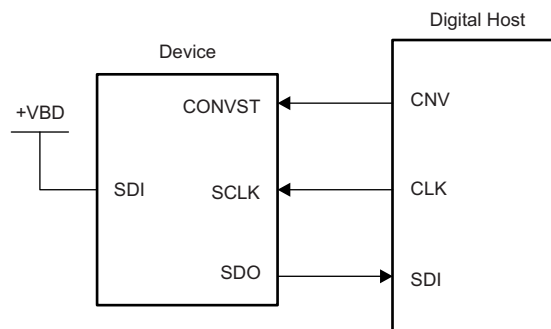 Digital Host
Device
+VBD
CONVST
CNV
SDI
SCLK
CLK
SDO
SDI